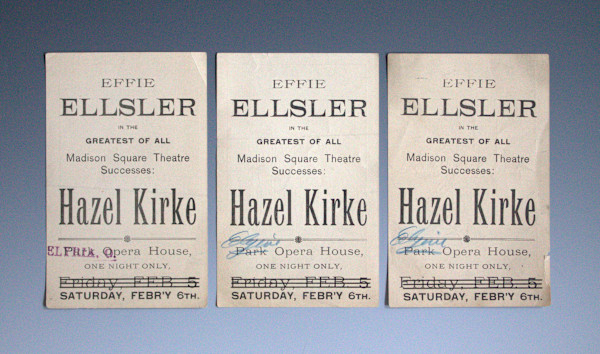 EFFIE
ELLSLER
IN THE
GREATEST OF ALL
Madison Square Theatre
Successes:
Hazel Kirke
ELYRIA, O.
Park Opera House,
ONE NIGHT ONLY,
Friday, FEB 5
SATURDAY, FEBR'Y 6TH.
EFFIE
ELLSLER
IN THE
GREATEST OF ALL
Madison Square Theatre
Successes:
Hazel Kirke
Park Opera House,
ONE NIGHT ONLY,
Friday, FEB 5
SATURDAY, FEBR'Y 6TH.
EFFIE
ELLSLER
IN THE
GREATEST OF ALL
Madison Square Theatre
Successes:
Hazel Kirke
Park Opera House,
ONE NIGHT ONLY,
Friday, FEB 5
SATURDAY, FEBR'Y 6TH.